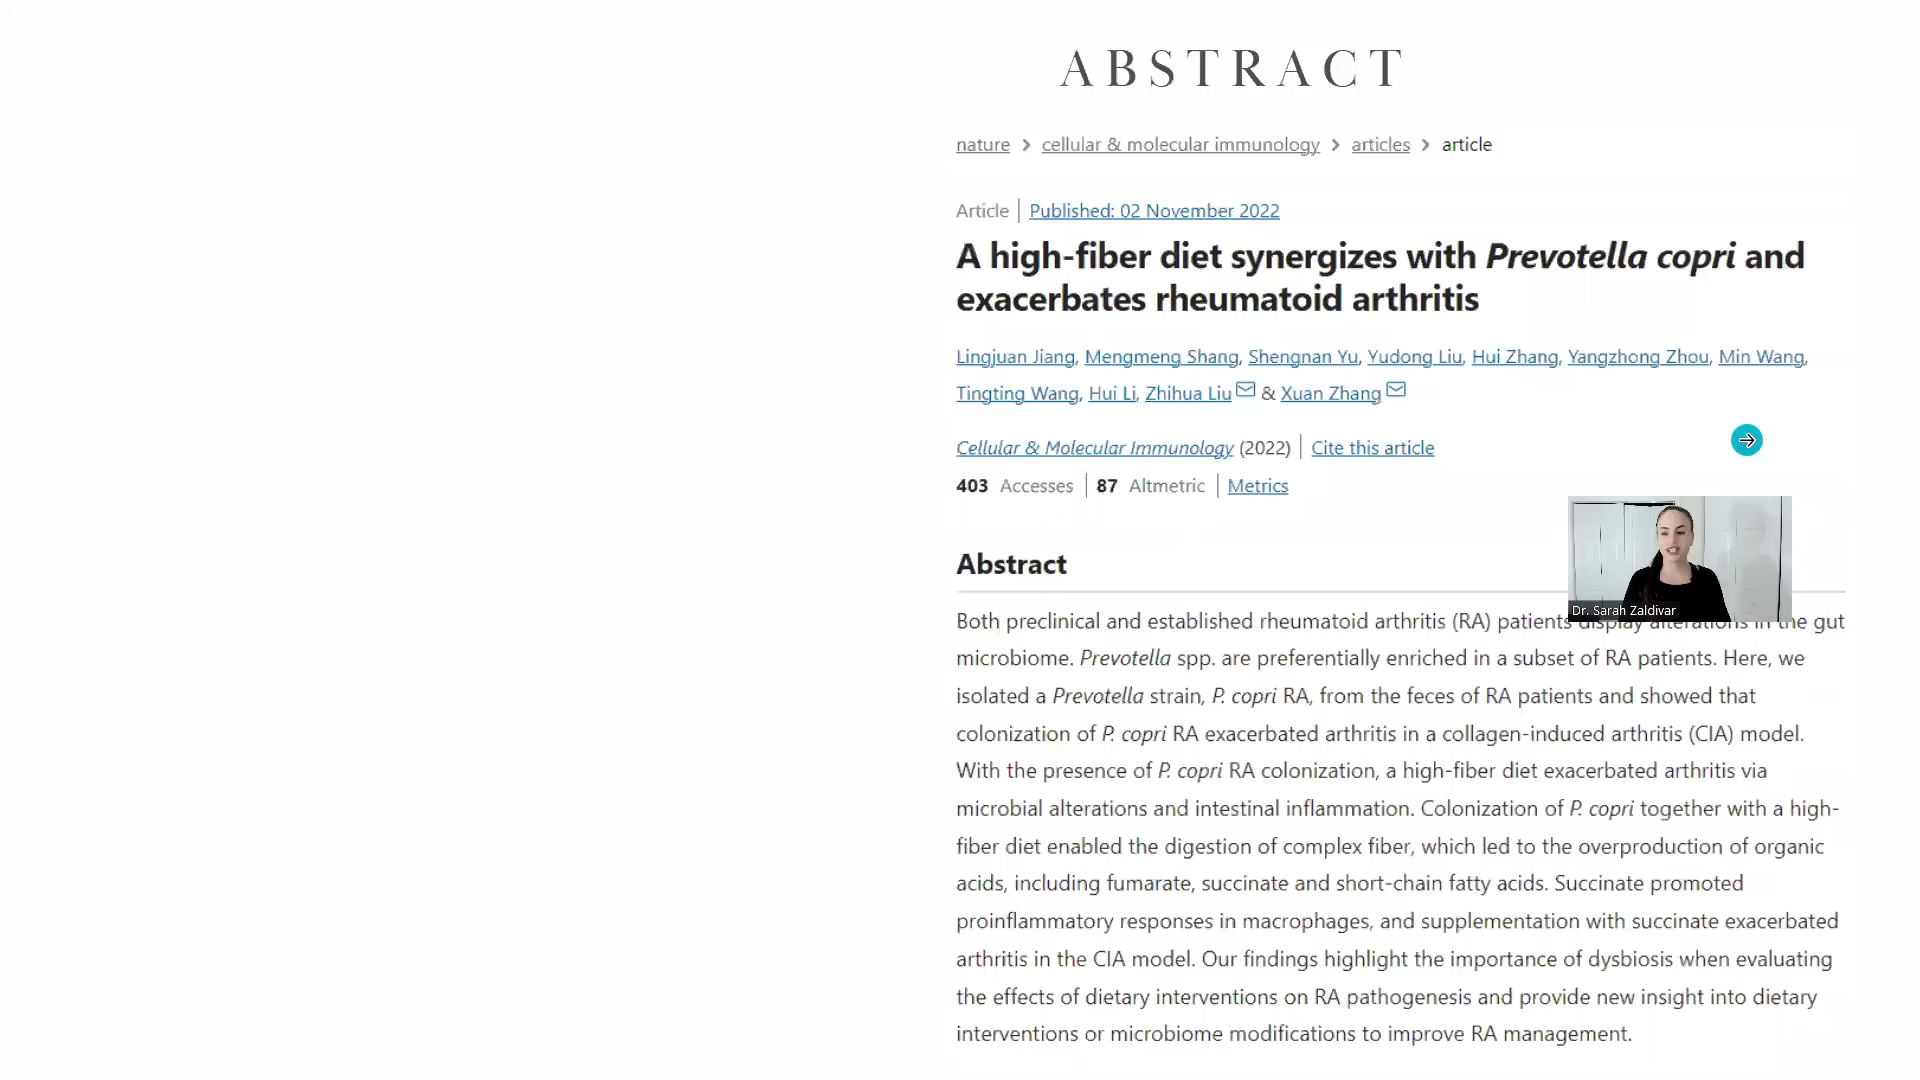 ABSTRACT
nature > cellular & molecular immunology > articles > article
Article | Published: 02 November 2022
A high-fiber diet synergizes with Prevotella copri and
exacerbates rheumatoid arthritis
Lingjuan Jiang, Mengmeng Shang, Shengnan Yu, Yudong Liu, Hui Zhang, Yangzhong Zhou, Min Wang,
Tingting Wang, Hui Li, Zhihua Liu & Xuan Zhang
Cellular & Molecular Immunology (2022) | Cite this article
403 Accesses | 87 Altmetric | Metrics
Abstract
Dr. Sarah Zaldivar
Both preclinical and established rheumatoid arthritis (RA) patients display alterations in the gut
microbiome. Prevotella spp. are preferentially enriched in a subset of RA patients. Here, we
isolated a Prevotella strain, P. copri RA, from the feces of RA patients and showed that
colonization of P. copri RA exacerbated arthritis in a collagen-induced arthritis (CIA) model.
With the presence of P. copri RA colonization, a high-fiber diet exacerbated arthritis via
microbial alterations and intestinal inflammation. Colonization of P. copri together with a high-
fiber diet enabled the digestion of complex fiber, which led to the overproduction of organic
acids, including fumarate, succinate and short-chain fatty acids. Succinate promoted
proinflammatory responses in macrophages, and supplementation with succinate exacerbated
arthritis in the CIA model. Our findings highlight the importance of dysbiosis when evaluating
the effects of dietary interventions on RA pathogenesis and provide new insight into dietary
interventions or microbiome modifications to improve RA management.